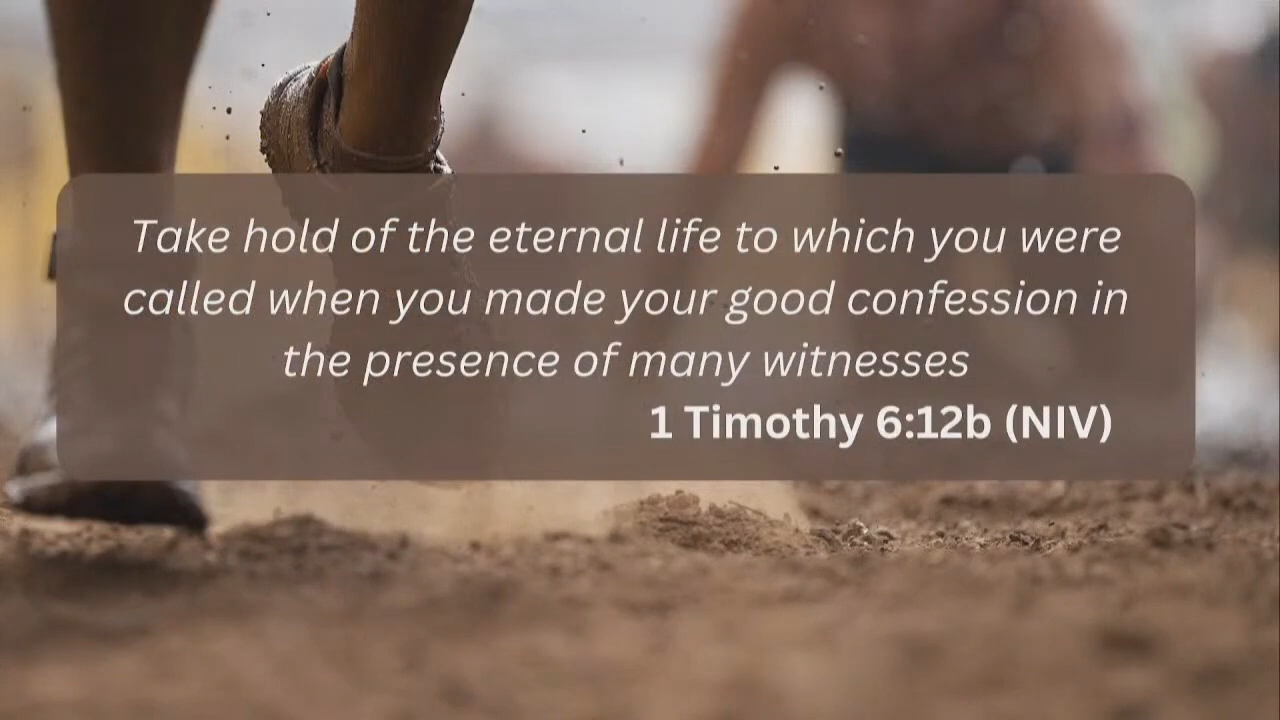 Take hold of the eternal life to which you were
called when you made your good confession in
the presence of many witnesses
1 Timothy 6:12b (NIV)